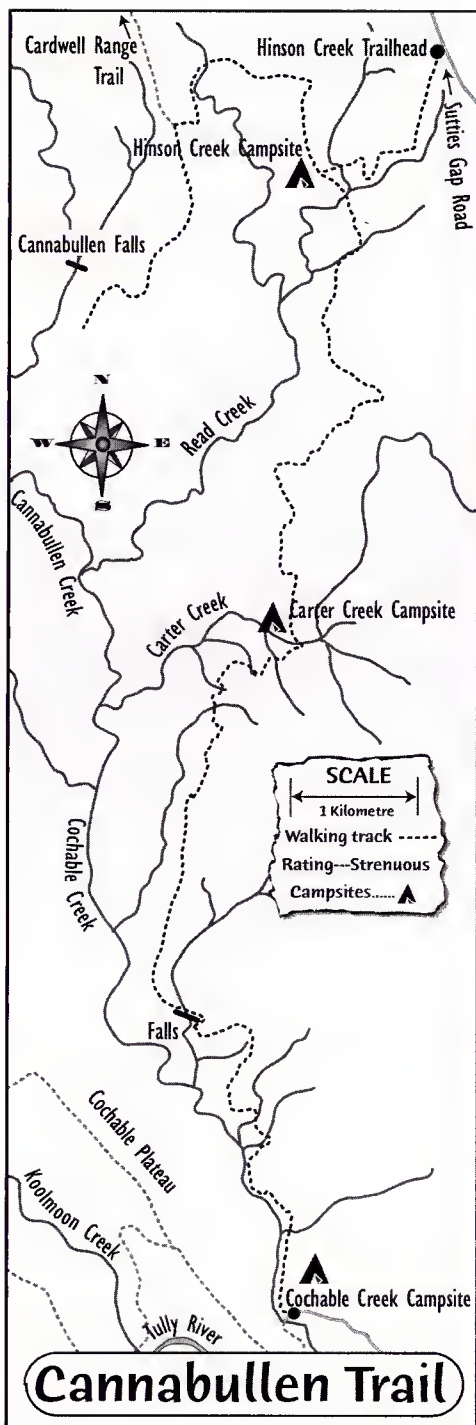 Cardwell Range
Trail
Hinson Creek Trailhead
Sutties Gap Road
Hinson Creek Campsite
Cannabullen Falls
N
W
E
S
Read Creek
Cannabullen Creek
Carter Creek
Carter Creek Campsite
SCALE
1 Kilometre
Walking track -----
Rating---Strenuous
Campsites......
Cochable Creek
Falls
Cochable Plateau
Koolmoon Creek
Cochable Creek Campsite
Tully River
Cannabullen Trail